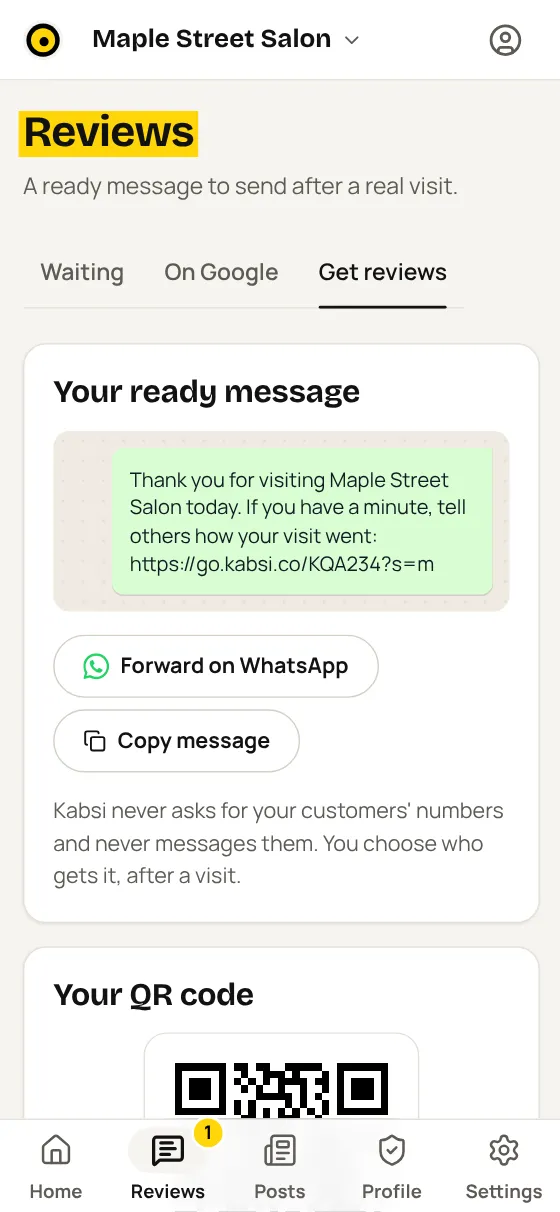 Maple Street Salon
Reviews
A ready message to send after a real visit.
Waiting
On Google
Get reviews
Your ready message
Thank you for visiting Maple Street
Salon today. If you have a minute, tell
others how your visit went:
https://go.kabsi.co/KQA234?s=m
Forward on WhatsApp
Copy message
Kabsi never asks for your customers' numbers
and never messages them. You choose who
gets it, after a visit.
Your QR code
1
Home
Reviews
Posts
Profile
Settings